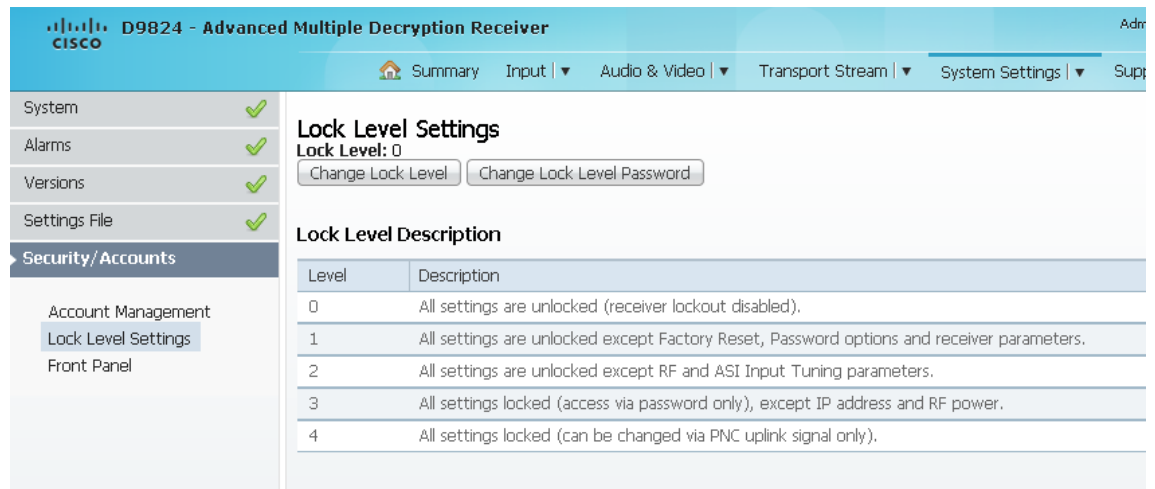 CISCO D9824 - Advanced Multiple Decryption Receiver
Summary Input Audio & Video Transport Stream System Settings
System
Alarms
Versions
Settings File
Security/Accounts
Account Management
Lock Level Settings
Front Panel
Lock Level Settings
Lock Level: 0
Change Lock Level Change Lock Level Password
Lock Level Description
Level Description
0 All settings are unlocked (receiver lockout disabled).
1 All settings are unlocked except Factory Reset, Password options and receiver parameters.
2 All settings are unlocked except RF and ASI Input Tuning parameters.
3 All settings locked (access via password only), except IP address and RF power.
4 All settings locked (can be changed via PNC uplink signal only).